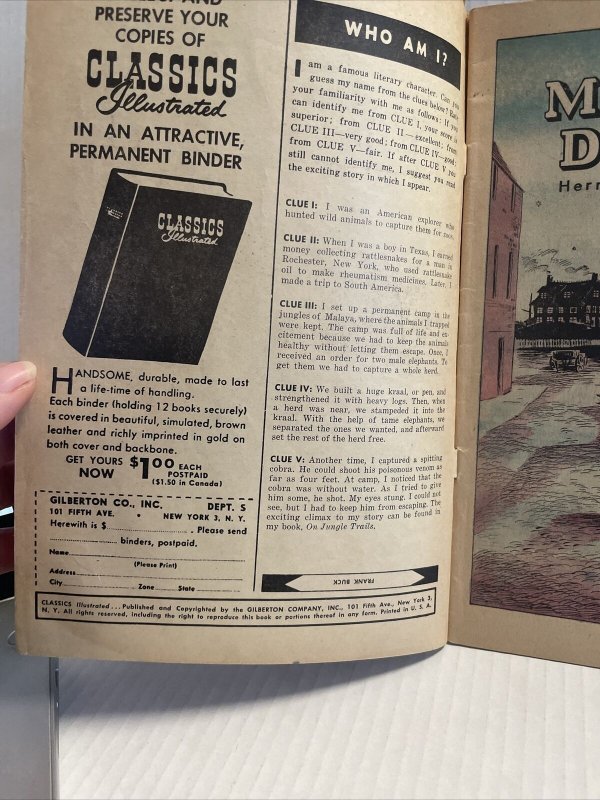 PRESERVE YOUR
COPIES OF
CLASSICS
Illustrated
IN AN ATTRACTIVE,
PERMANENT BINDER
CLASSICS
Illustrated
HANDSOME, durable, made to last
a life-time of handling.
Each binder (holding 12 books securely)
is covered in beautiful, simulated, brown
leather and richly imprinted in gold on
both cover and backbone.
GET YOURS
NOW
$1.00 EACH
POSTPAID
($1.50 in Canada)
GILBERTON CO., INC. DEPT. S
101 FIFTH AVE. • NEW YORK 3, N. Y.
Herewith is $ . Please send
binders, postpaid.
Name
(Please Print)
Address
City Zone State
WHO AM I?
I am a famous literary character. Can you
guess my name from the clues below? Rate
your familiarity with me as follows: If you
can identify me from CLUE I, your score is
superior; from CLUE II—excellent; from
CLUE III—very good; from CLUE IV—good;
from CLUE V—fair. If after CLUE V you
still cannot identify me, I suggest you read
the exciting story in which I appear.
CLUE I: I was an American explorer who
hunted wild animals to capture them for zoos.
CLUE II: When I was a boy in Texas, I earned
money collecting rattlesnakes for a man in
Rochester, New York, who used rattlesnake
oil to make rheumatism medicines. Later, I
made a trip to South America.
CLUE III: I set up a permanent camp in the
jungles of Malaya, where the animals I trapped
were kept. The camp was full of life and ex-
citement because we had to keep the animals
healthy without letting them escape. Once, I
received an order for two male elephants. To
get them we had to capture a whole herd.
CLUE IV: We built a huge kraal, or pen, and
strengthened it with heavy logs. Then, when
a herd was near, we stampeded it into the
kraal. With the help of tame elephants, we
separated the ones we wanted, and afterward
set the rest of the herd free.
CLUE V: Another time, I captured a spitting
cobra. He could shoot his poisonous venom as
far as four feet. At camp, I noticed that the
cobra was without water. As I tried to give
him some, he shot. My eyes stung. I could not
see, but I had to keep him from escaping. The
exciting climax to my story can be found in
my book, On Jungle Trails.
FRANK BUCK
CLASSICS Illustrated... Published and Copyrighted by the GILBERTON COMPANY, INC., 101 Fifth Ave., New York 3,
N. Y. All rights reserved, including the right to reproduce this book or portions thereof in any form. Printed in U. S. A.
M
D
Herm